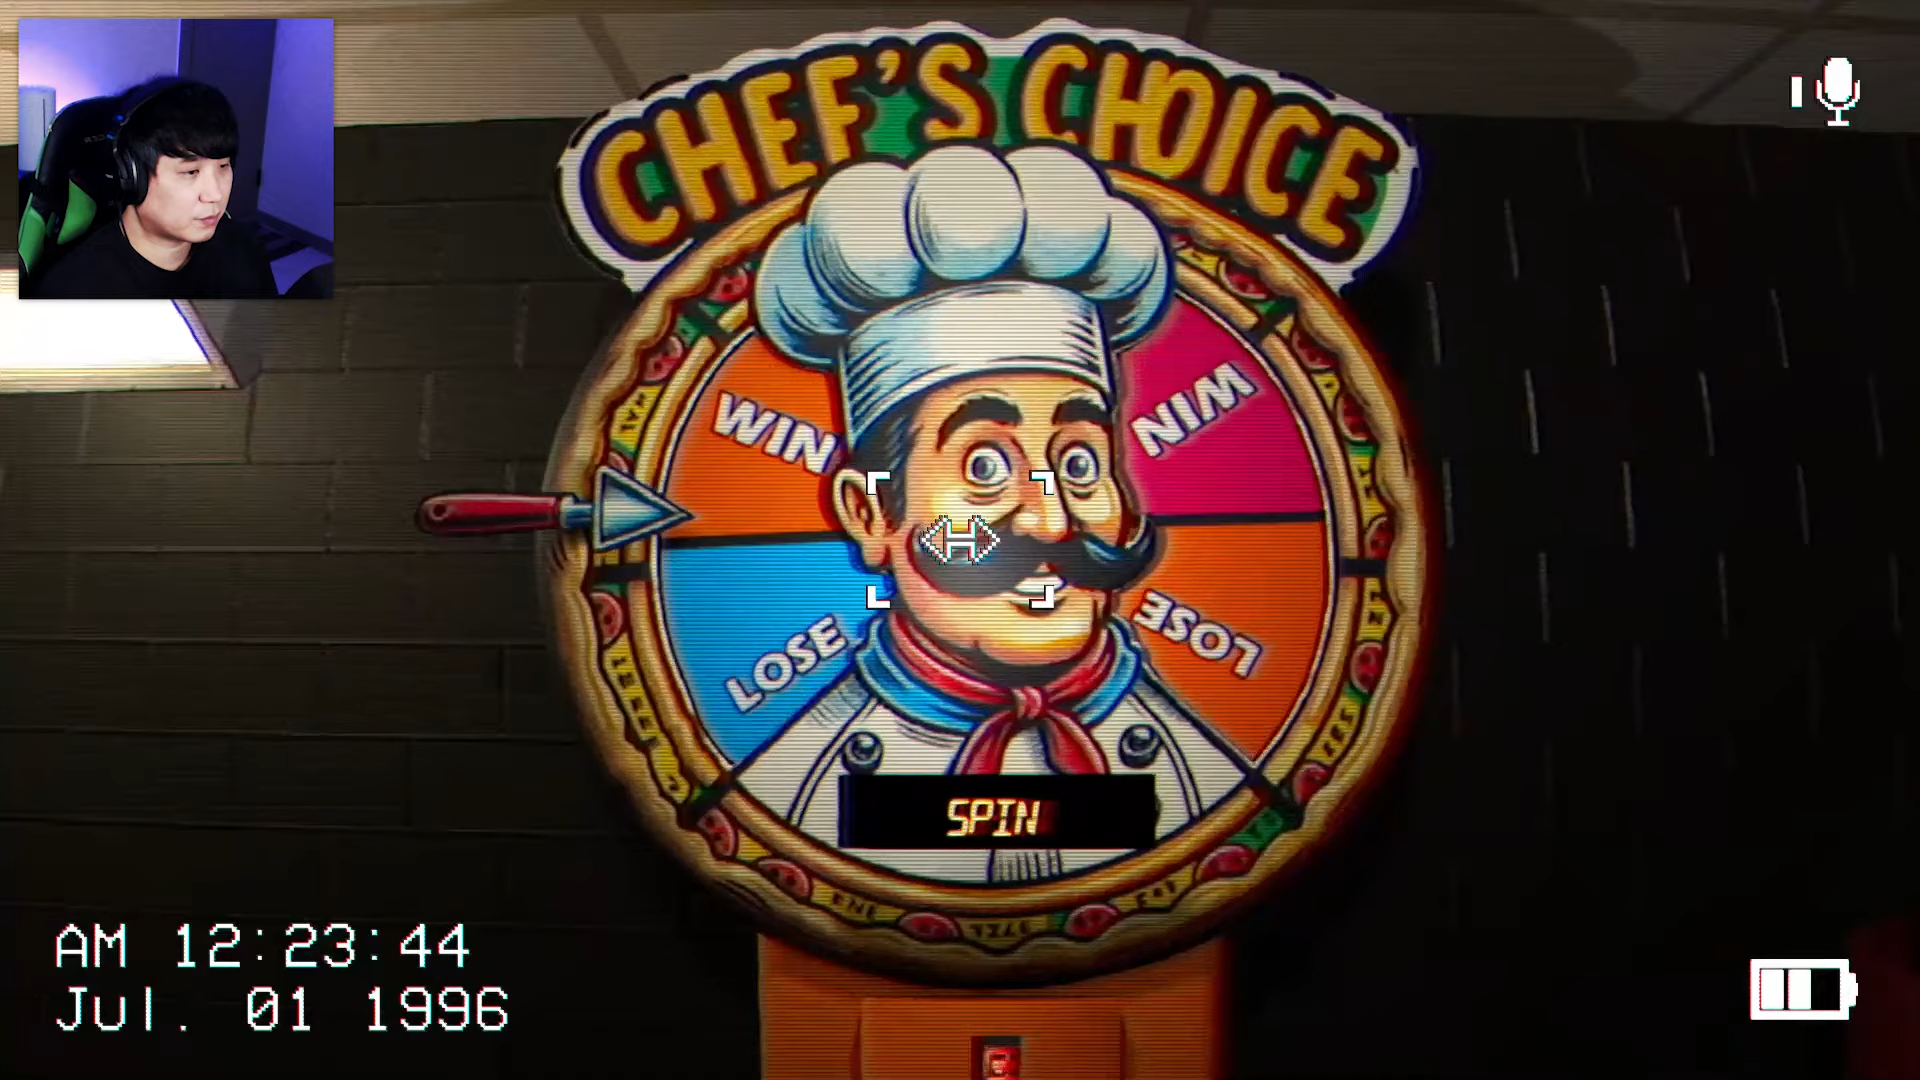 CHEF'S CHOICE
WIN
WIN
LOSE
LOSE
SPIN
AM 12:23:44
Jul. 01 1996